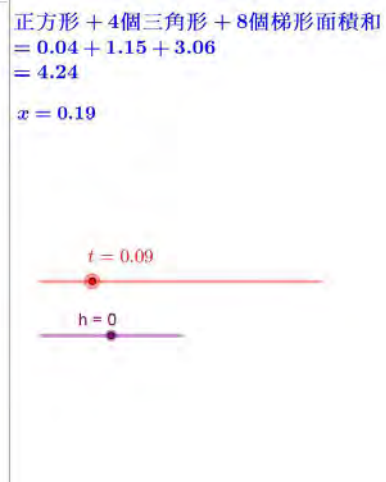 正方形 + 4個三角形 + 8個梯形面積和
= 0.04 + 1.15 + 3.06
= 4.24
x = 0.19
t = 0.09
h = 0